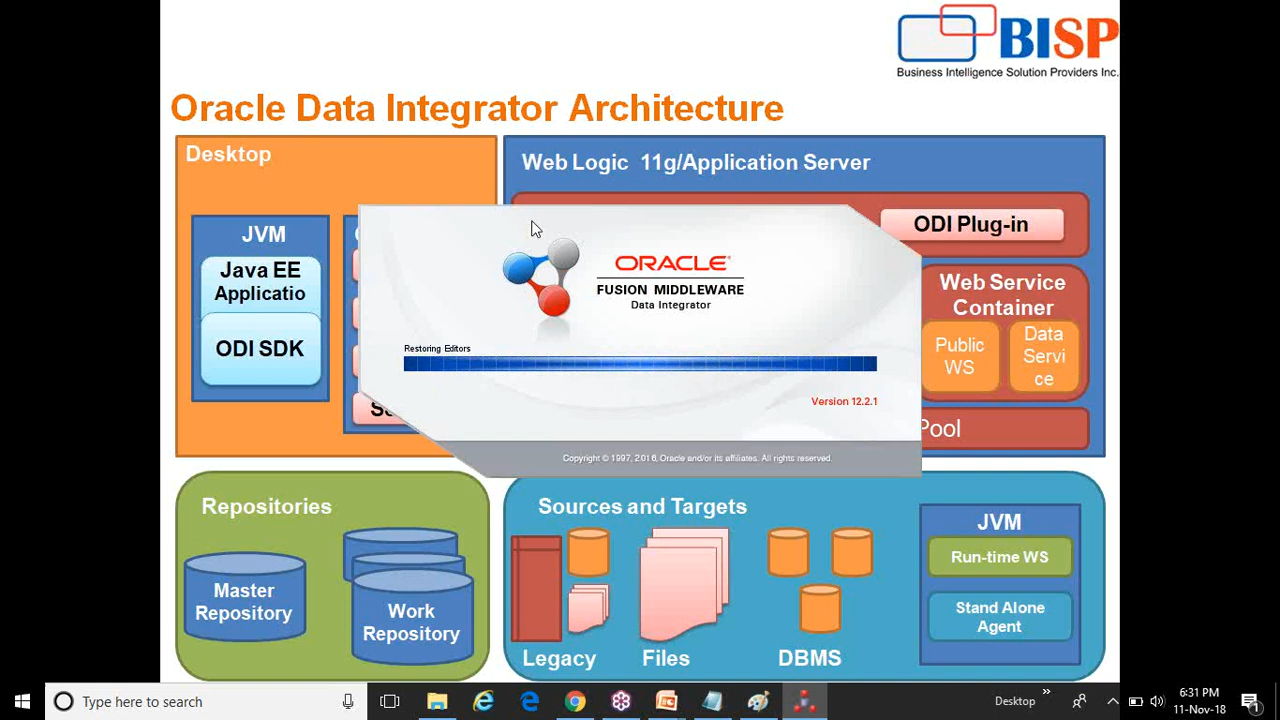 BISP
Business Intelligence Solution Providers Inc.
Oracle Data Integrator Architecture
Desktop
JVM
Java EE
Applicatio
ODI SDK
Web Logic 11g/Application Server
ODI Plug-in
Web Service
Container
Public
WS
Data
Servi
ce
Pool
ORACLE
FUSION MIDDLEWARE
Data Integrator
Restoring Editors
Version 12.2.1
Copyright © 1997, 2016, Oracle and/or its affiliates. All rights reserved.
Repositories
Master
Repository
Work
Repository
Sources and Targets
Legacy
Files
DBMS
JVM
Run-time WS
Stand Alone
Agent
Type here to search
Desktop
6:31 PM
11-Nov-18